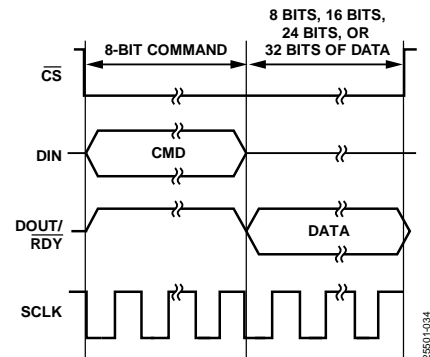 8 BITS, 16 BITS,
24 BITS, OR
32 BITS OF DATA
8-BIT COMMAND
CS
DIN
CMD
DOUT/
RDY
DATA
SCLK
25501-034